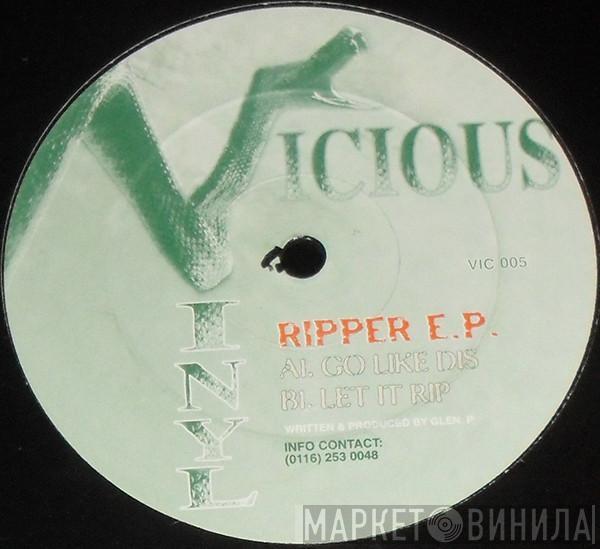 VICIOUS
VINYL
VIC 005
RIPPER E.P.
A1. GO LIKE DIS
B1. LET IT RIP
WRITTEN & PRODUCED BY GLEN. P.
INFO CONTACT:
(0116) 253 0048
МАРКЕТ ВИНИЛА